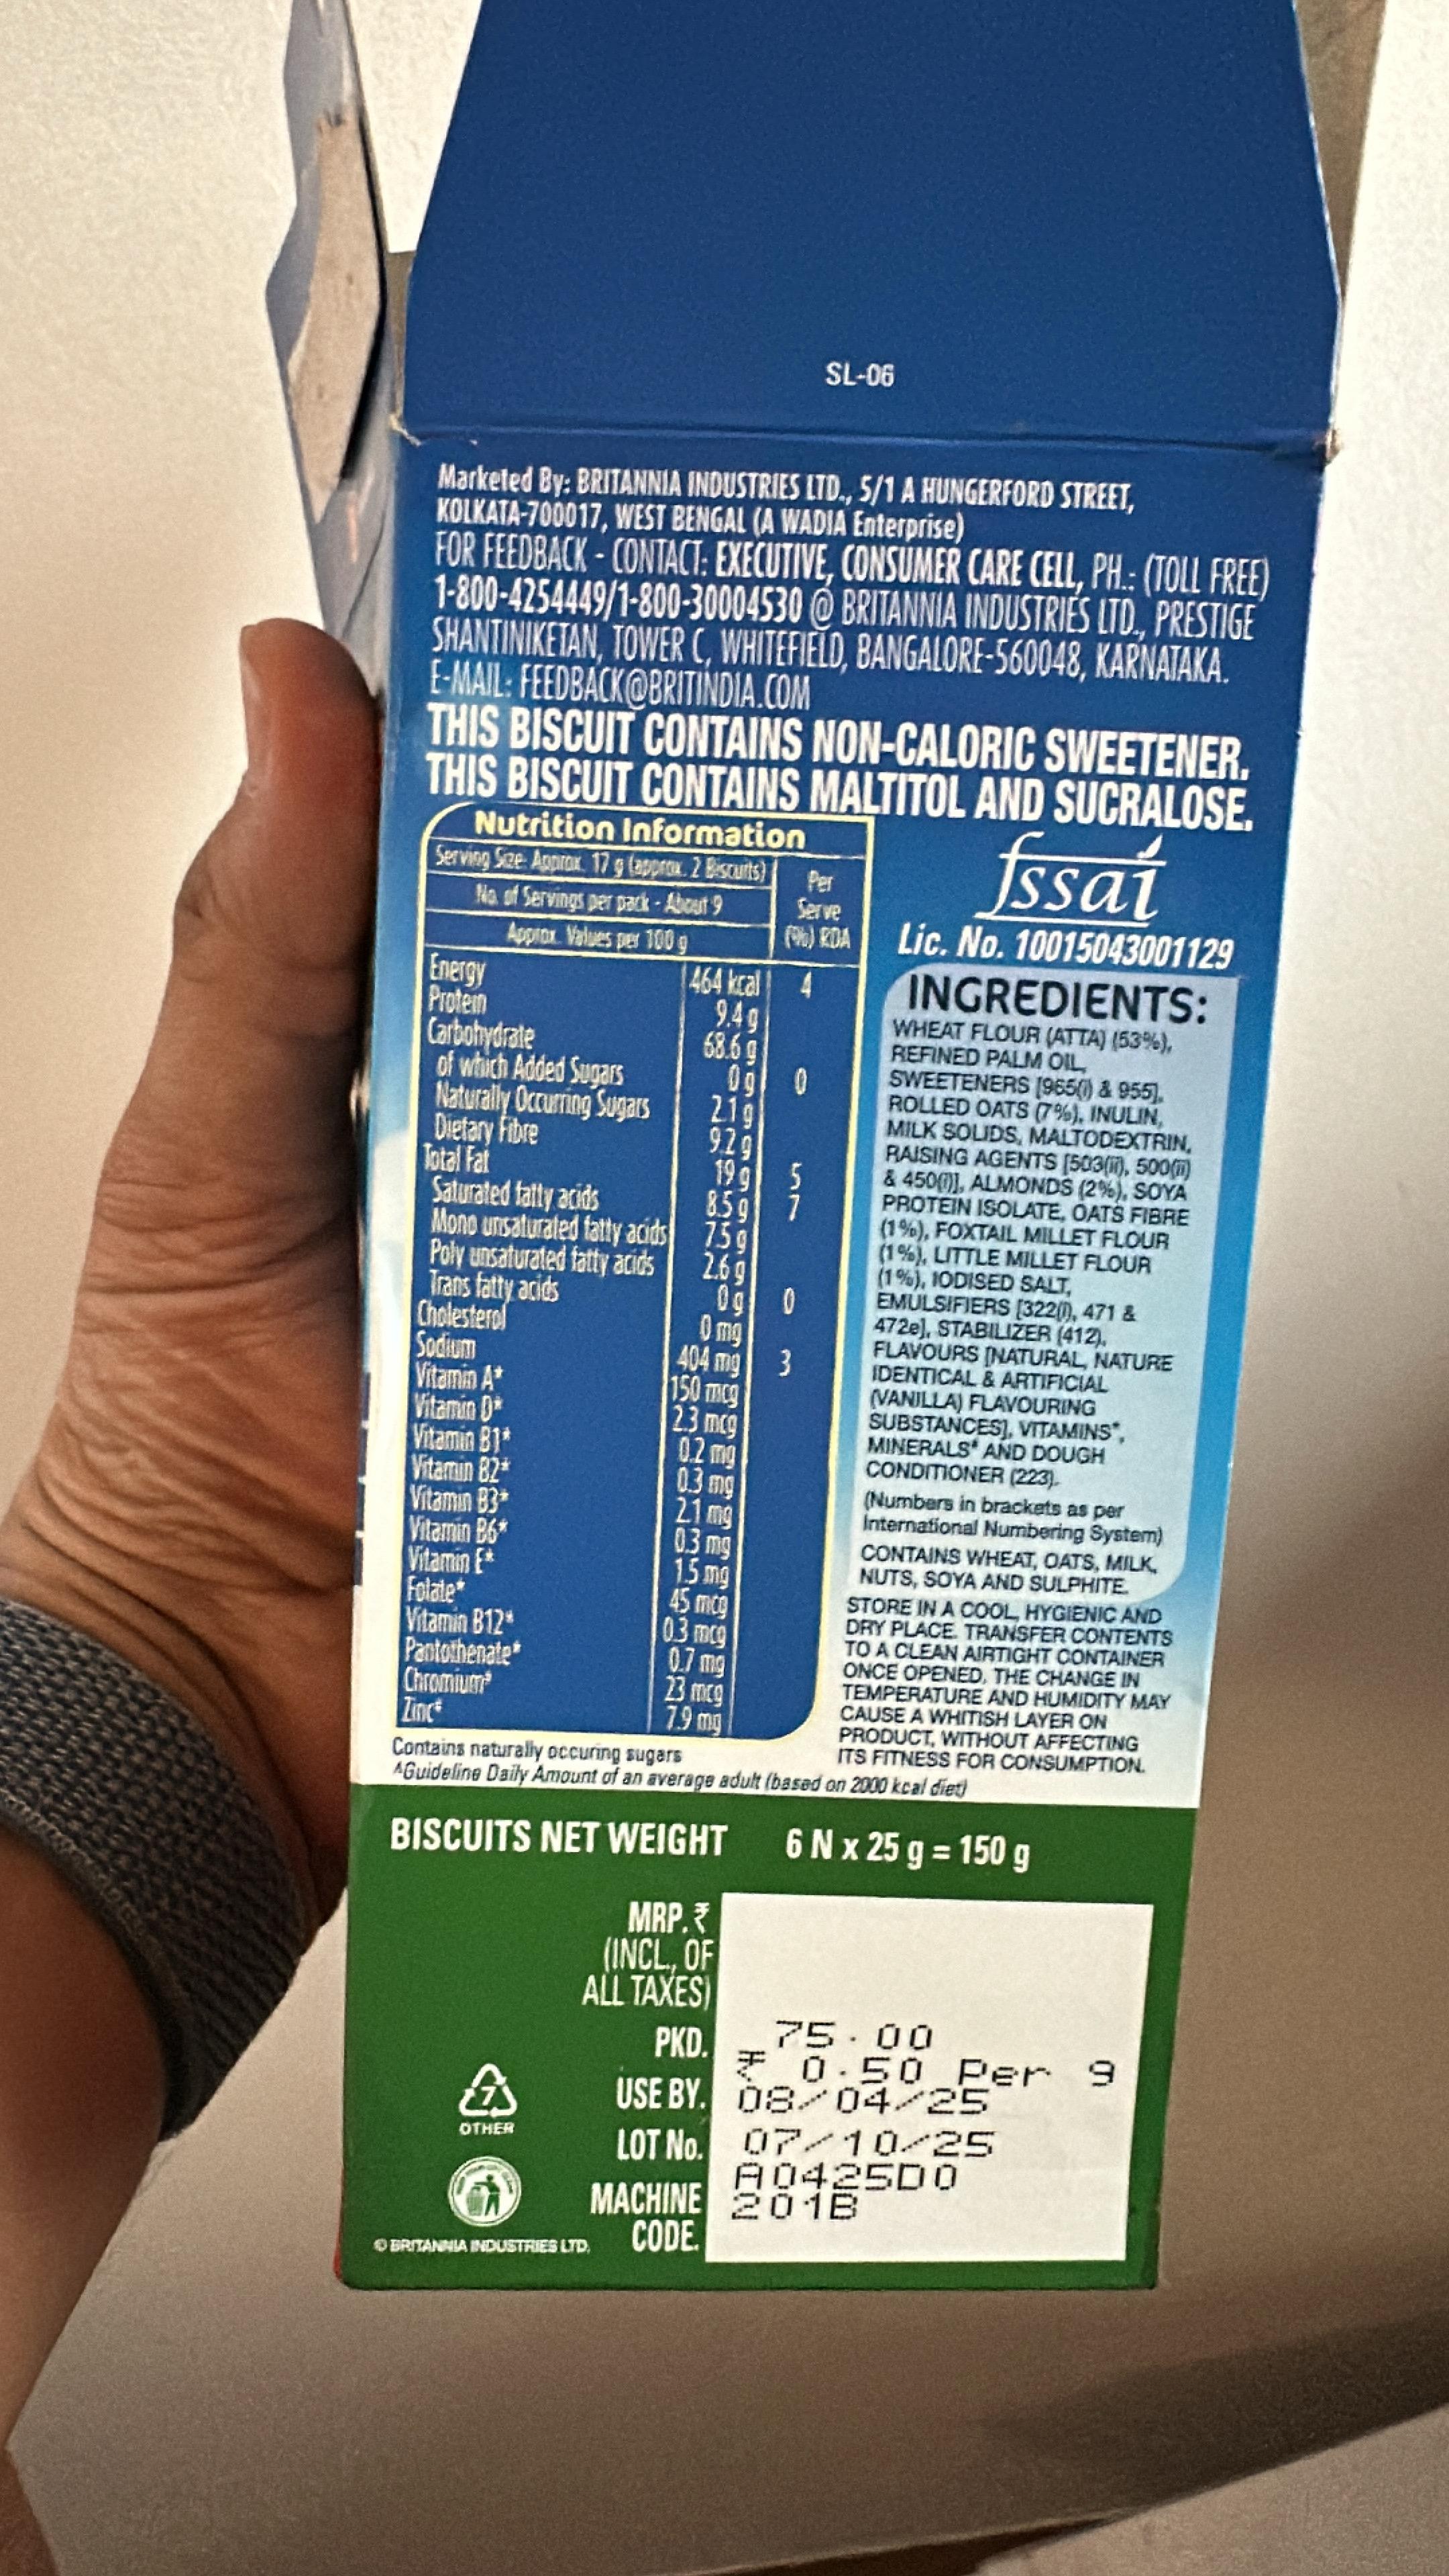 SL-06
Marketed By: BRITANNIA INDUSTRIES LTD., 5/1 A HUNGERFORD STREET,
KOLKATA-700017, WEST BENGAL (A WADIA Enterprise)
FOR FEEDBACK - CONTACT: EXECUTIVE, CONSUMER CARE CELL, PH.: (TOLL FREE)
1-800-4254449/1-800-30004530 @ BRITANNIA INDUSTRIES LTD., PRESTIGE
SHANTINIKETAN, TOWER C, WHITEFIELD, BANGALORE-560048, KARNATAKA.
E-MAIL: FEEDBACK@BRITINDIA.COM
THIS BISCUIT CONTAINS NON-CALORIC SWEETENER.
THIS BISCUIT CONTAINS MALTITOL AND SUCRALOSE.
Nutrition Information
Serving Size: Approx. 17 g (approx. 2 Biscuits)
No. of Servings per pack - About 9
Approx. Values per 100 g
Per
Serve
(%) RDA
Energy 464 kcal 4
Protein 9.4 g
Carbohydrate 68.6 g
of which Added Sugars 0 g 0
Naturally Occurring Sugars 2.1 g
Dietary Fibre 9.2 g
Total Fat 19 g 5
Saturated fatty acids 8.5 g 7
Mono unsaturated fatty acids 7.5 g
Poly unsaturated fatty acids 2.6 g
Trans fatty acids 0 g 0
Cholesterol 0 mg
Sodium 404 mg 3
Vitamin A* 150 mcg
Vitamin D* 2.3 mcg
Vitamin B1* 0.2 mg
Vitamin B2* 0.3 mg
Vitamin B3* 2.1 mg
Vitamin B6* 0.3 mg
Vitamin E* 1.5 mg
Folate* 45 mcg
Vitamin B12* 0.3 mcg
Pantothenate* 0.7 mg
Chromium# 23 mcg
Zinc# 7.9 mg
Contains naturally occuring sugars
^Guideline Daily Amount of an average adult (based on 2000 kcal diet)
fssai
Lic. No. 10015043001129
INGREDIENTS:
WHEAT FLOUR (ATTA) (53%),
REFINED PALM OIL,
SWEETENERS [965(i) & 955],
ROLLED OATS (7%), INULIN,
MILK SOLIDS, MALTODEXTRIN,
RAISING AGENTS [503(ii), 500(ii)
& 450(i)], ALMONDS (2%), SOYA
PROTEIN ISOLATE, OATS FIBRE
(1%), FOXTAIL MILLET FLOUR
(1%), LITTLE MILLET FLOUR
(1%), IODISED SALT,
EMULSIFIERS [322(i), 471 &
472e], STABILIZER (412),
FLAVOURS [NATURAL, NATURE
IDENTICAL & ARTIFICIAL
(VANILLA) FLAVOURING
SUBSTANCES], VITAMINS*,
MINERALS# AND DOUGH
CONDITIONER (223).
(Numbers in brackets as per
International Numbering System)
CONTAINS WHEAT, OATS, MILK,
NUTS, SOYA AND SULPHITE.
STORE IN A COOL, HYGIENIC AND
DRY PLACE. TRANSFER CONTENTS
TO A CLEAN AIRTIGHT CONTAINER
ONCE OPENED, THE CHANGE IN
TEMPERATURE AND HUMIDITY MAY
CAUSE A WHITISH LAYER ON
PRODUCT, WITHOUT AFFECTING
ITS FITNESS FOR CONSUMPTION.
BISCUITS NET WEIGHT 6 N x 25 g = 150 g
MRP. ₹
(INCL., OF
ALL TAXES)
PKD.
USE BY.
LOT No.
MACHINE
CODE.
75.00
₹ 0.50 Per g
08/04/25
07/10/25
A0425D0
201B
7
OTHER
© BRITANNIA INDUSTRIES LTD.